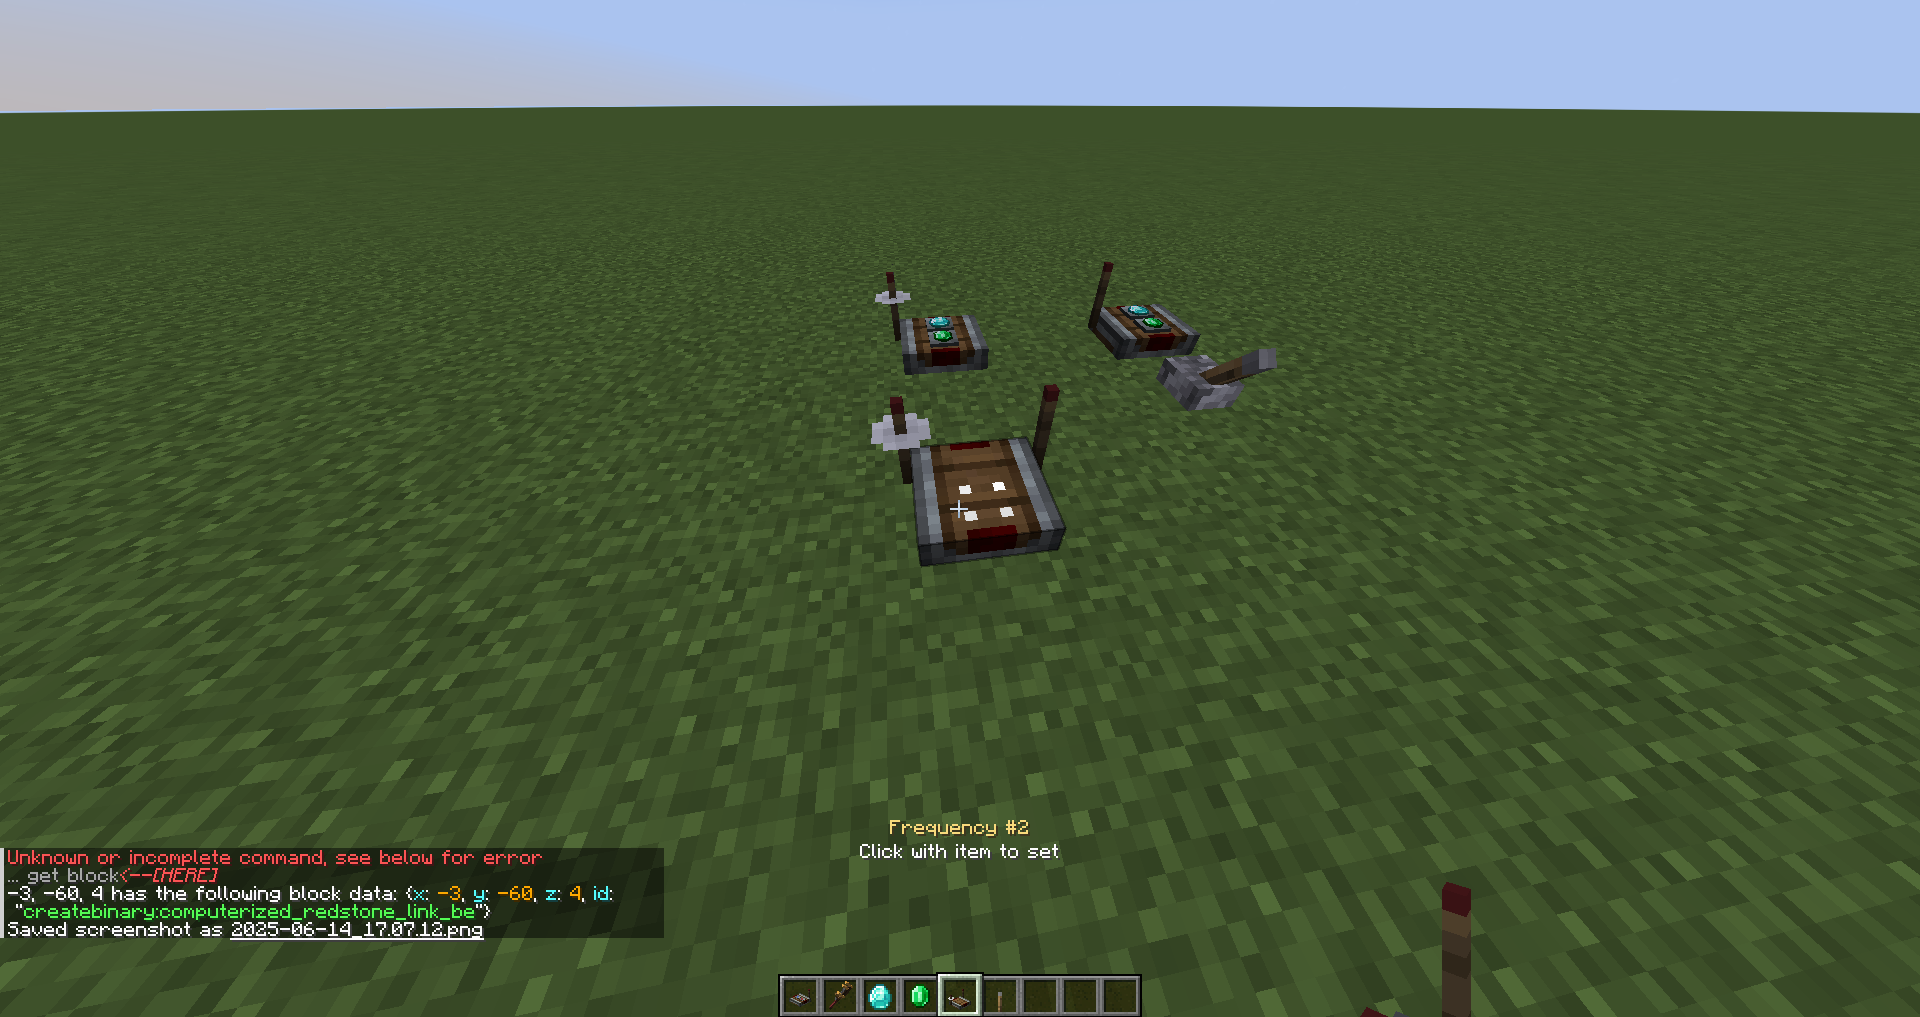 Frequency #2
Click with item to set
Unknown or incomplete command, see below for error
... get block<--[HERE]
-3, -60, 4 has the following block data: {x: -3, y: -60, z: 4, id:
"createbinary:computerized_redstone_link_be"}
Saved screenshot as 2025-06-14_17.07.12.png